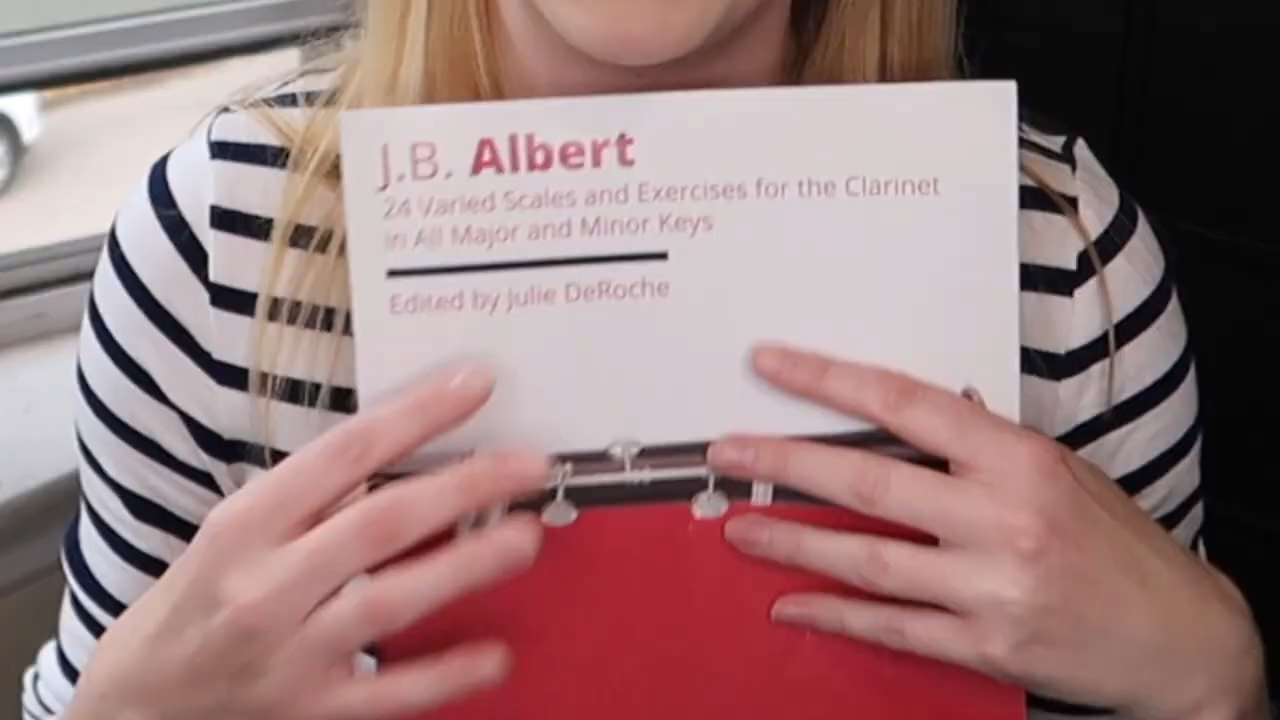 J.B. Albert
24 Varied Scales and Exercises for the Clarinet
in All Major and Minor Keys
Edited by Julie DeRoche